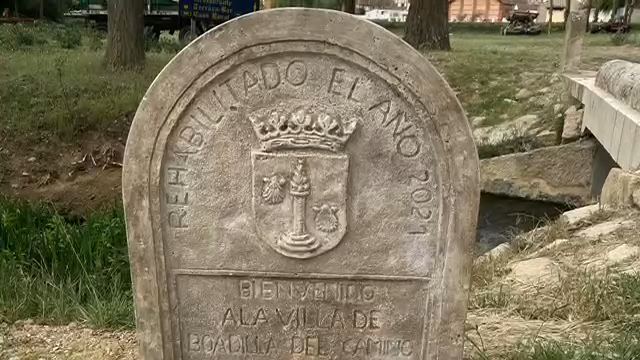 REHABILITADO EL AÑO 2021
BIENVENIDO
A LA VILLA DE
BOADILLA DEL CAMINO